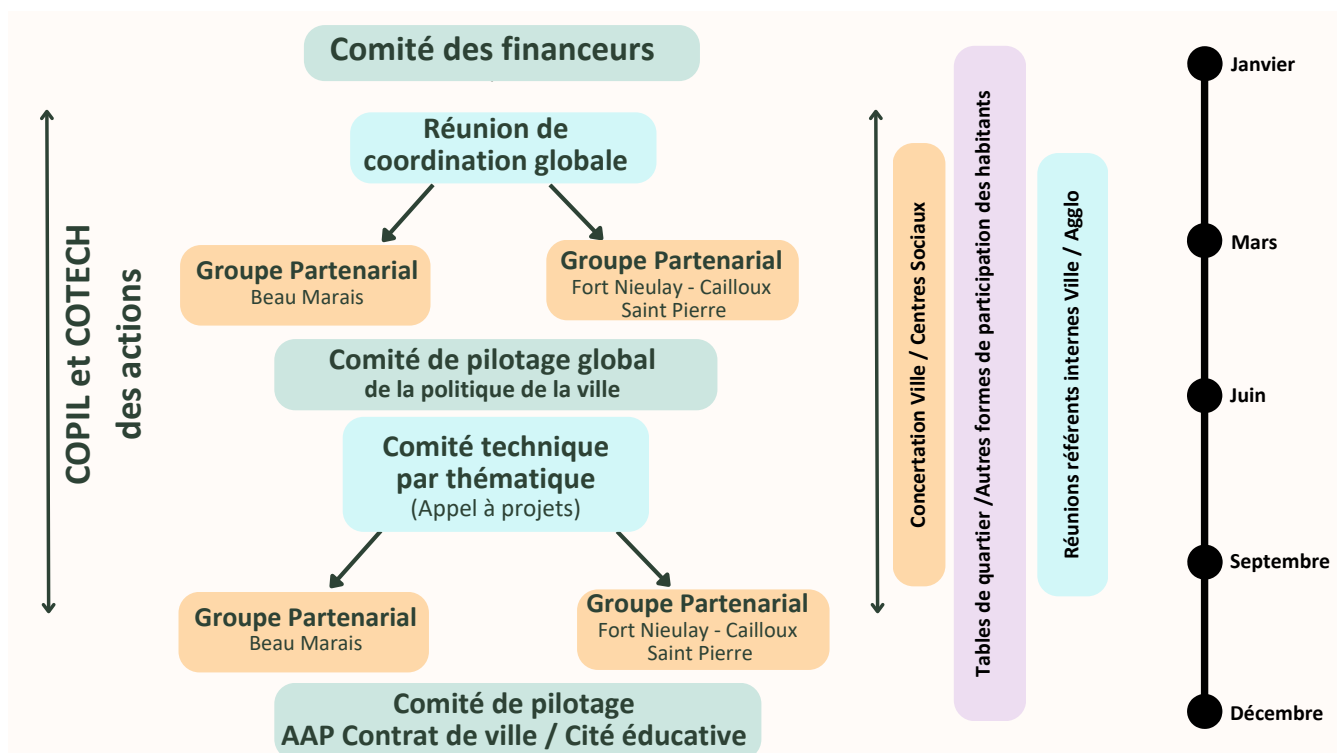 Comité des financeurs
Réunion de
coordination globale
Groupe Partenarial
Beau Marais
Groupe Partenarial
Fort Nieulay - Cailloux
Saint Pierre
Comité de pilotage global
de la politique de la ville
Comité technique
par thématique
(Appel à projets)
Groupe Partenarial
Beau Marais
Groupe Partenarial
Fort Nieulay - Cailloux
Saint Pierre
Comité de pilotage
AAP Contrat de ville / Cité éducative
COPIL et COTECH
des actions
Concertation Ville / Centres Sociaux
Tables de quartier /Autres formes de participation des habitants
Réunions référents internes Ville / Agglo
Janvier
Mars
Juin
Septembre
Décembre